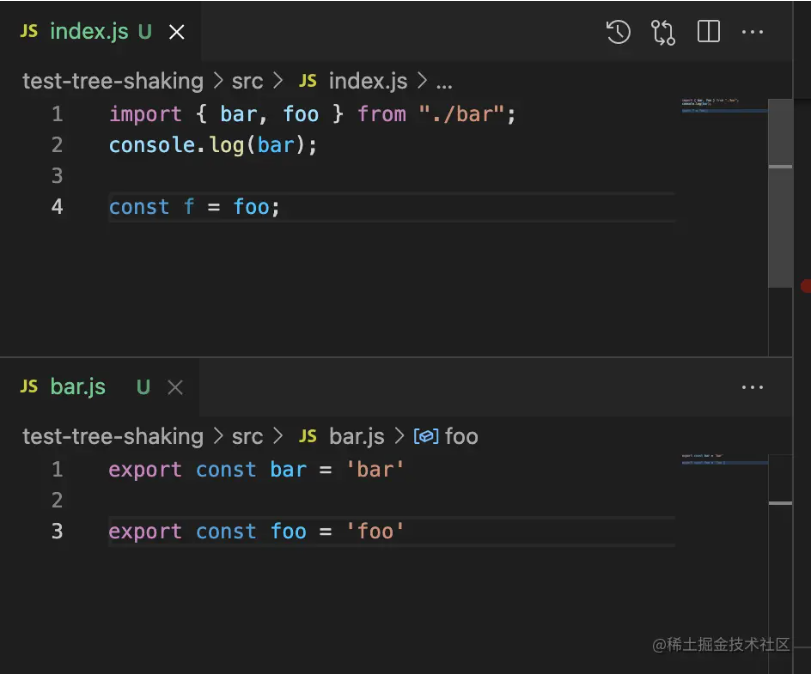 JS index.js U
test-tree-shaking > src > JS index.js > ...
1 import { bar, foo } from "./bar";
2 console.log(bar);
3
4 const f = foo;
JS bar.js U
test-tree-shaking > src > JS bar.js > foo
1 export const bar = 'bar'
2
3 export const foo = 'foo'
@稀土掘金技术社区